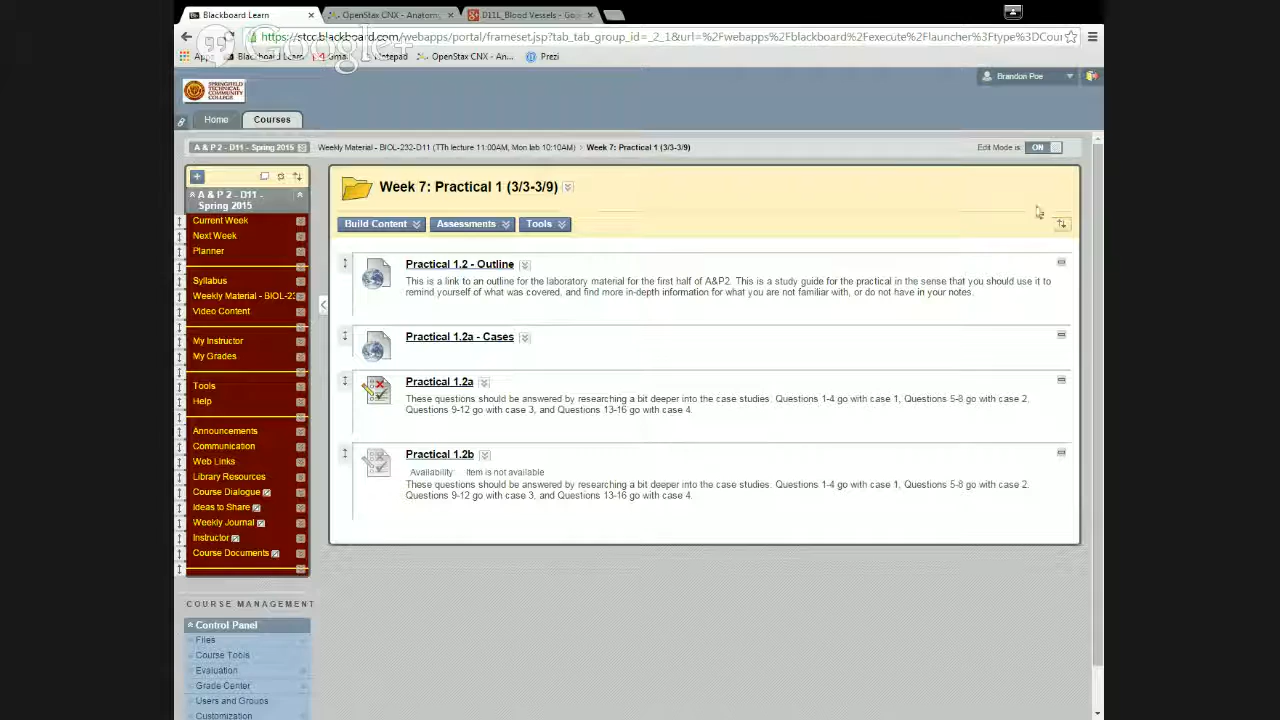 Blackboard Learn
OpenStax CNX - Anatom
D11L_Blood Vessels - Goo
https://stcc.blackboard.com/webapps/portal/frameset.jsp?tab_tab_group_id=_2_1&url=%2Fwebapps%2Fblackboard%2Fexecute%2Flauncher%3Ftype%3DCour
Google+
Apps
Blackboard Learn
Gmail
Notepad
OpenStax CNX - An...
Prezi
SPRINGFIELD
TECHNICAL
COMMUNITY
COLLEGE
Brandon Poe
Home
Courses
A & P 2 - D11 - Spring 2015
Weekly Material - BIOL-232-D11 (TTh lecture 11:00AM, Mon lab 10:10AM) › Week 7: Practical 1 (3/3-3/9)
Edit Mode is: ON
A & P 2 - D11 -
Spring 2015
Current Week
Next Week
Planner
Syllabus
Weekly Material - BIOL-23
Video Content
My Instructor
My Grades
Tools
Help
Announcements
Communication
Web Links
Library Resources
Course Dialogue
Ideas to Share
Weekly Journal
Instructor
Course Documents
COURSE MANAGEMENT
Control Panel
Files
Course Tools
Evaluation
Grade Center
Users and Groups
Customization
Week 7: Practical 1 (3/3-3/9)
Build Content
Assessments
Tools
Practical 1.2 - Outline
This is a link to an outline for the laboratory material for the first half of A&P2. This is a study guide for the practical in the sense that you should use it to
remind yourself of what was covered, and find more in-depth information for what you are not familiar with, or do not have in your notes.
Practical 1.2a - Cases
Practical 1.2a
These questions should be answered by researching a bit deeper into the case studies. Questions 1-4 go with case 1, Questions 5-8 go with case 2,
Questions 9-12 go with case 3, and Questions 13-16 go with case 4.
Practical 1.2b
Availability Item is not available
These questions should be answered by researching a bit deeper into the case studies. Questions 1-4 go with case 1, Questions 5-8 go with case 2,
Questions 9-12 go with case 3, and Questions 13-16 go with case 4.